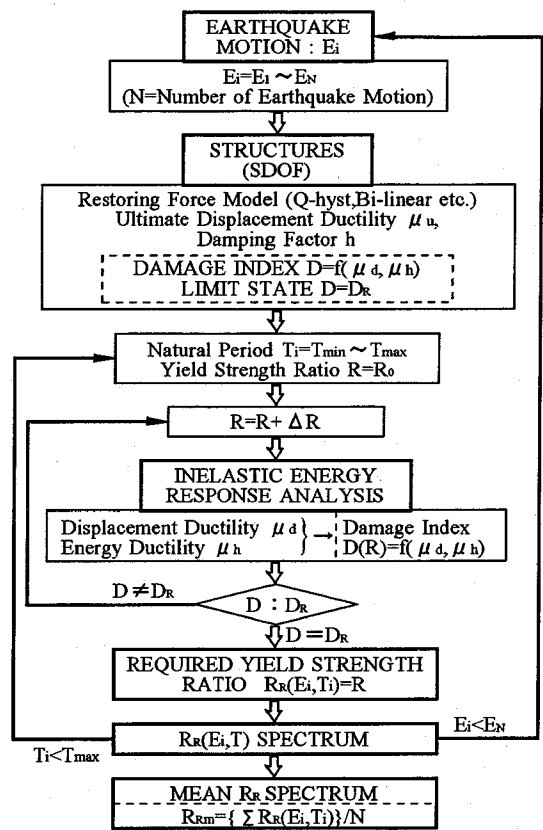 EARTHQUAKE
MOTION : Ei
Ei=E1~EN
(N=Number of Earthquake Motion)
STRUCTURES
(SDOF)
Restoring Force Model (Q-hyst,Bi-linear etc.)
Ultimate Displacement Ductility μu,
Damping Factor h
DAMAGE INDEX D=f(μd, μh)
LIMIT STATE D=DR
Natural Period Ti=Tmin~Tmax
Yield Strength Ratio R=R0
R=R+ΔR
INELASTIC ENERGY
RESPONSE ANALYSIS
Displacement Ductility μd
Energy Ductility μh
} →
Damage Index
D(R)=f(μd, μh)
D≠DR
D : DR
D=DR
REQUIRED YIELD STRENGTH
RATIO RR(Ei,Ti)=R
RR(Ei,T) SPECTRUM
Ei<EN
Ti<Tmax
MEAN RR SPECTRUM
RRm={ΣRR(Ei,Ti)}/N